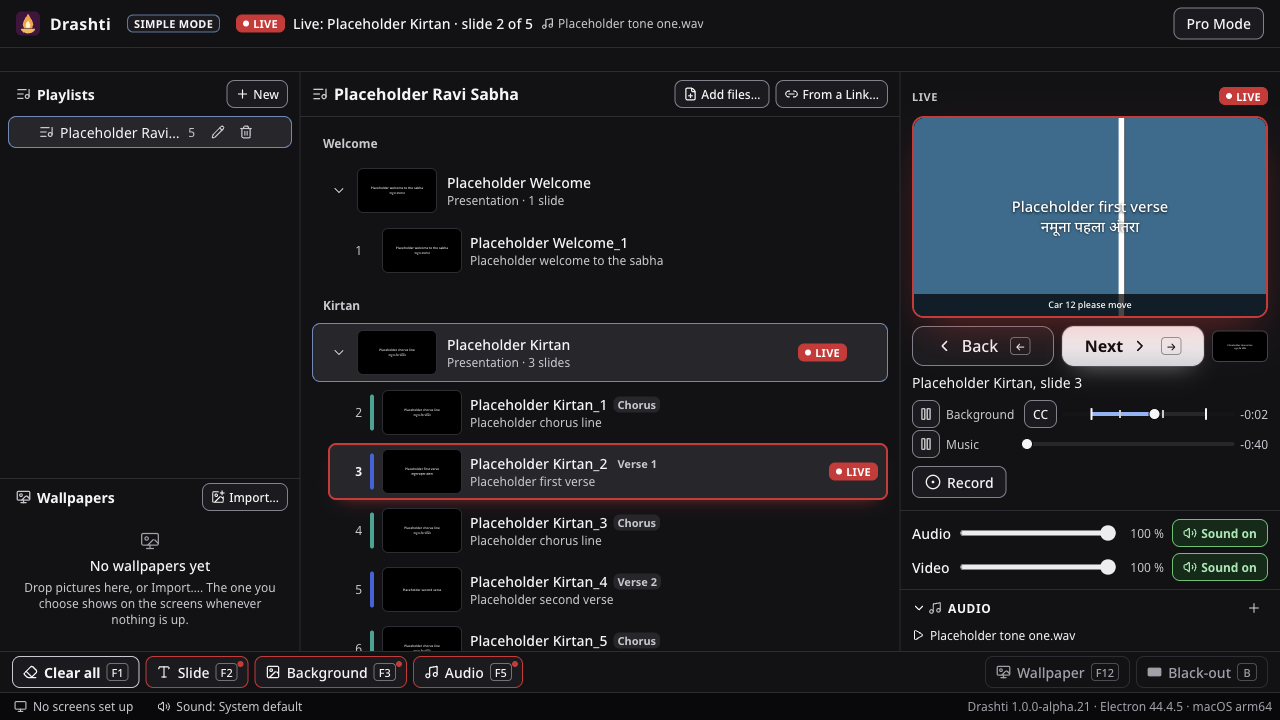 Drashti
SIMPLE MODE
LIVE
Live: Placeholder Kirtan · slide 2 of 5
Placeholder tone one.wav
Pro Mode
Playlists
New
Placeholder Ravi... 5
Wallpapers
Import...
No wallpapers yet
Drop pictures here, or Import.... The one you
choose shows on the screens whenever
nothing is up.
Placeholder Ravi Sabha
Add files...
From a Link...
Welcome
Placeholder Welcome
Presentation · 1 slide
1
Placeholder Welcome_1
Placeholder welcome to the sabha
Kirtan
Placeholder Kirtan
Presentation · 3 slides
LIVE
2
Placeholder Kirtan_1 Chorus
Placeholder chorus line
3
Placeholder Kirtan_2 Verse 1
Placeholder first verse
LIVE
4
Placeholder Kirtan_3 Chorus
Placeholder chorus line
5
Placeholder Kirtan_4 Verse 2
Placeholder second verse
6
Placeholder Kirtan_5 Chorus
LIVE
LIVE
Placeholder first verse
नमूना पहला अंतरा
Car 12 please move
Back ←
Next →
Placeholder Kirtan, slide 3
Background CC -0:02
Music -0:40
Record
Audio 100 % Sound on
Video 100 % Sound on
AUDIO
Placeholder tone one.wav
Clear all F1
Slide F2
Background F3
Audio F5
Wallpaper F12
Black-out B
No screens set up
Sound: System default
Drashti 1.0.0-alpha.21 · Electron 44.4.5 · macOS arm64